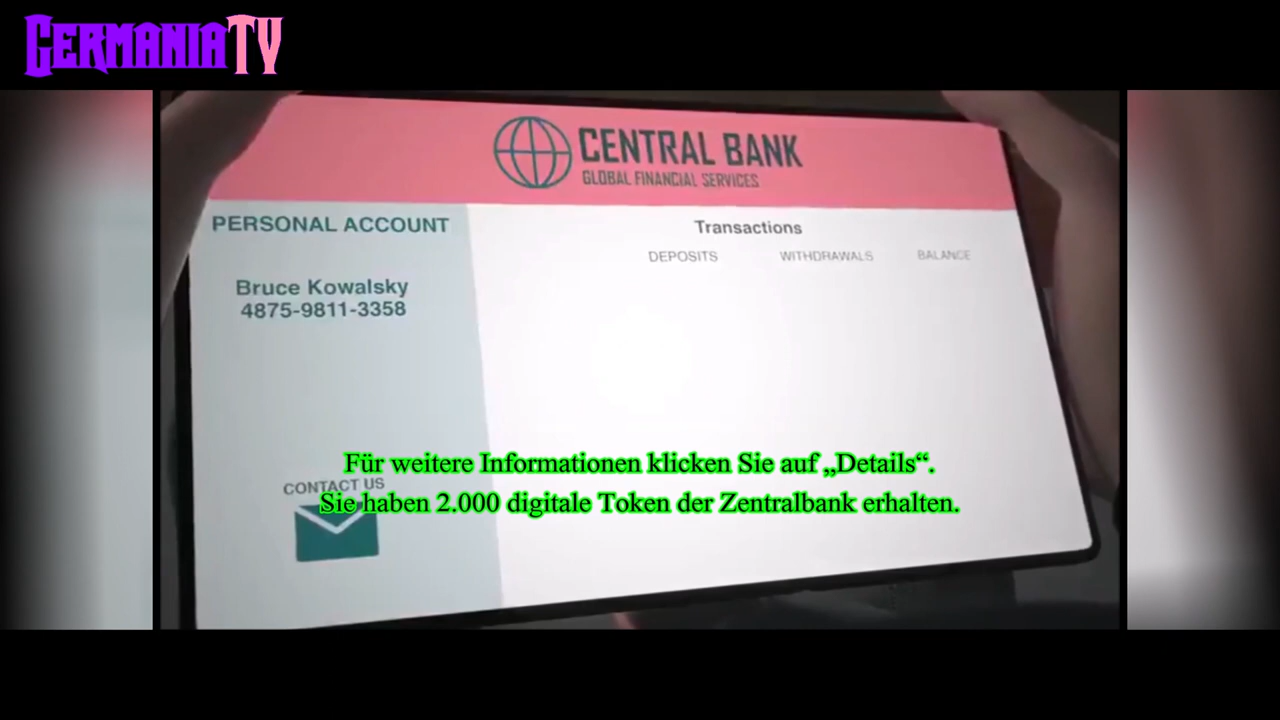 GERMANIATV
CENTRAL BANK
GLOBAL FINANCIAL SERVICES
PERSONAL ACCOUNT
Bruce Kowalsky
4875-9811-3358
Transactions
DEPOSITS WITHDRAWALS BALANCE
CONTACT US
Für weitere Informationen klicken Sie auf „Details“.
Sie haben 2.000 digitale Token der Zentralbank erhalten.